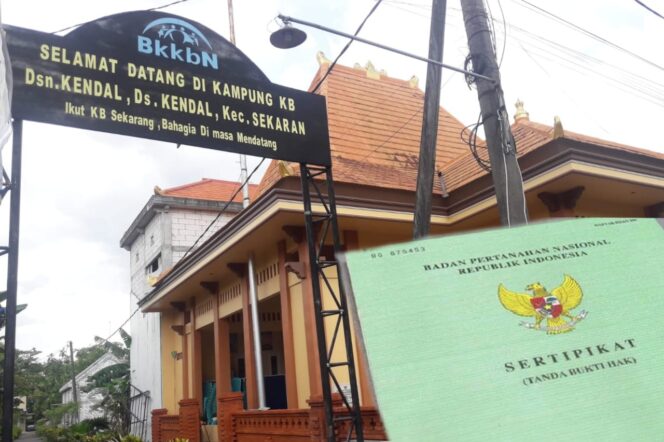 BkkbN
SELAMAT DATANG DI KAMPUNG KB
Dsn.KENDAL, Ds. KENDAL, Kec. SEKARAN
Ikut KB Sekarang, Bahagia Di masa Mendatang
BADAN PERTANAHAN NASIONAL
REPUBLIK INDONESIA
SERTIPIKAT
(TANDA BUKTI HAK)